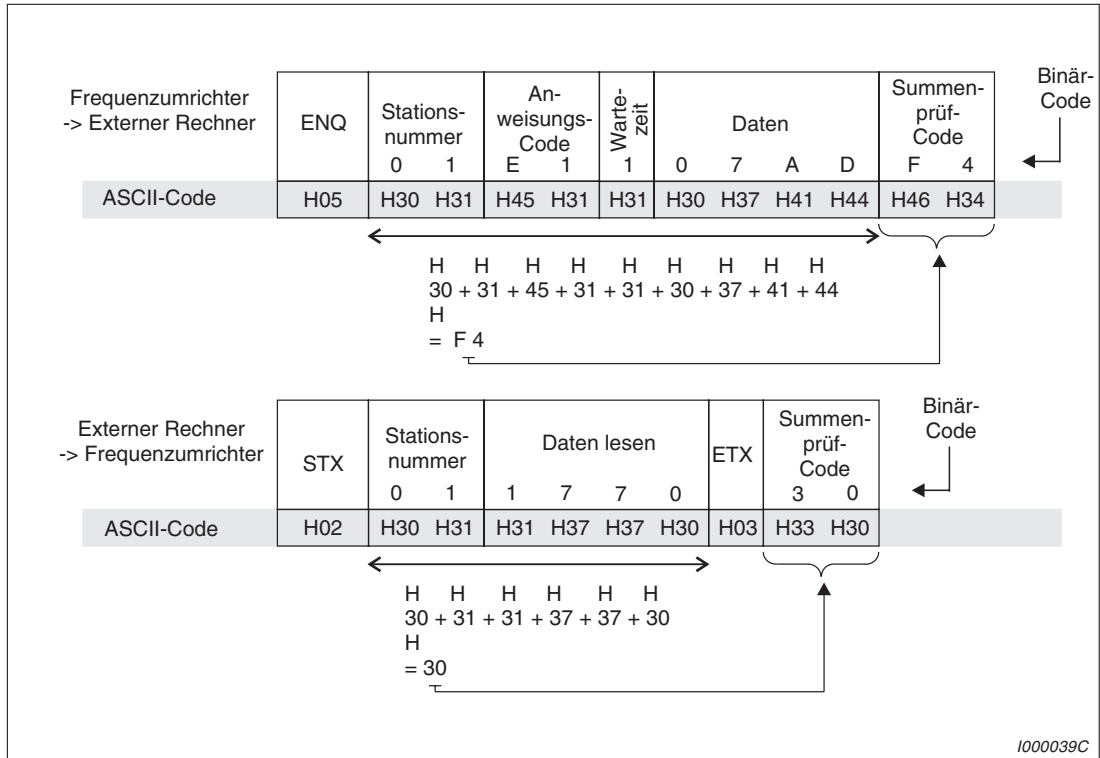 Frequenzumrichter
-> Externer Rechner
ENQ
Stations-
nummer
0 1
An-
weisungs-
Code
E 1
Warte-
zeit
1
Daten
0 7 A D
Summen-
prüf-
Code
F 4
Binär-
Code
ASCII-Code H05 H30 H31 H45 H31 H31 H30 H37 H41 H44 H46 H34
H H H H H H H H H
30 + 31 + 45 + 31 + 31 + 30 + 37 + 41 + 44
H
= F 4
Externer Rechner
-> Frequenzumrichter
STX
Stations-
nummer
0 1
Daten lesen
1 7 7 0
ETX
Summen-
prüf-
Code
3 0
Binär-
Code
ASCII-Code H02 H30 H31 H31 H37 H37 H30 H03 H33 H30
H H H H H H
30 + 31 + 31 + 37 + 37 + 30
H
= 30
I000039C